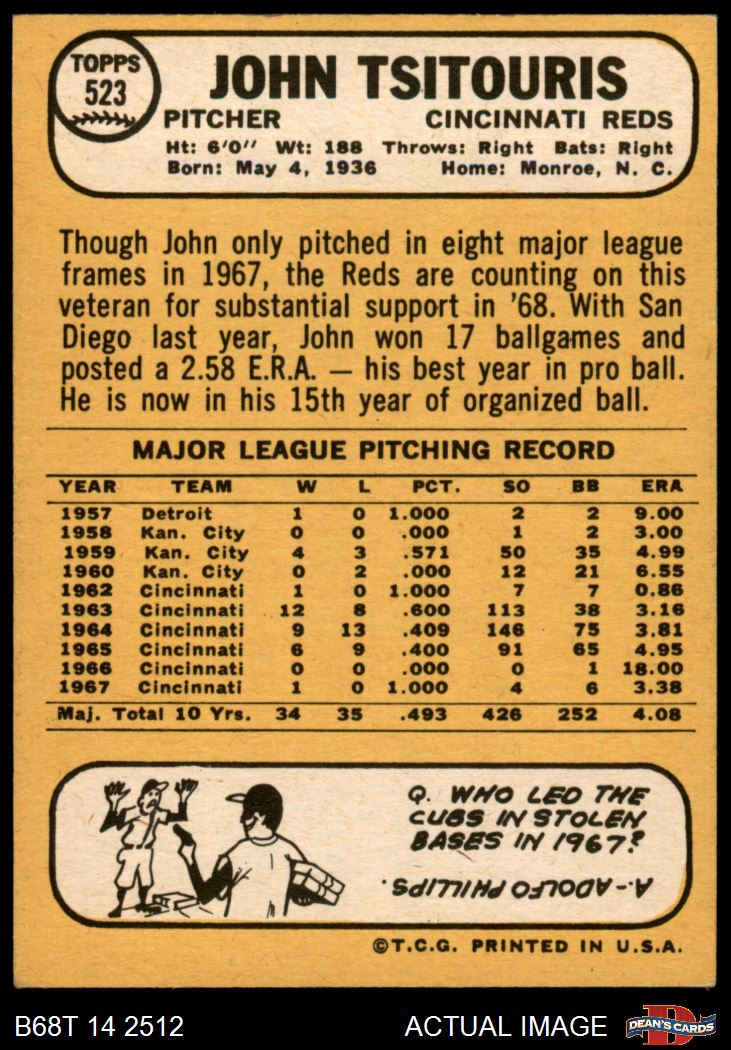 TOPPS
523
JOHN TSITOURIS
PITCHER CINCINNATI REDS
Ht: 6'0" Wt: 188 Throws: Right Bats: Right
Born: May 4, 1936 Home: Monroe, N. C.
Though John only pitched in eight major league
frames in 1967, the Reds are counting on this
veteran for substantial support in '68. With San
Diego last year, John won 17 ballgames and
posted a 2.58 E.R.A. — his best year in pro ball.
He is now in his 15th year of organized ball.
MAJOR LEAGUE PITCHING RECORD
YEAR TEAM W L PCT. SO BB ERA
1957 Detroit 1 0 1.000 2 2 9.00
1958 Kan. City 0 0 .000 1 2 3.00
1959 Kan. City 4 3 .571 50 35 4.99
1960 Kan. City 0 2 .000 12 21 6.55
1962 Cincinnati 1 0 1.000 7 7 0.86
1963 Cincinnati 12 8 .600 113 38 3.16
1964 Cincinnati 9 13 .409 146 75 3.81
1965 Cincinnati 6 9 .400 91 65 4.95
1966 Cincinnati 0 0 .000 0 1 18.00
1967 Cincinnati 1 0 1.000 4 6 3.38
Maj. Total 10 Yrs. 34 35 .493 426 252 4.08
Q. WHO LED THE
CUBS IN STOLEN
BASES IN 1967?
A.-ADOLFO PHILLIPS.
©T.C.G. PRINTED IN U.S.A.
B68T 14 2512 ACTUAL IMAGE
D
DEAN'S CARDS